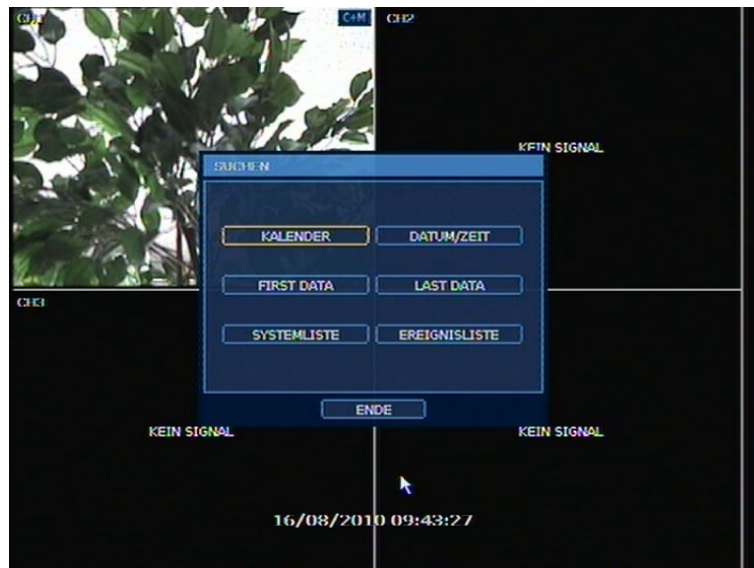 CH1 C+M CH2
KEIN SIGNAL
SUCHEN
KALENDER DATUM/ZEIT
FIRST DATA LAST DATA
CH3
SYSTEMLISTE EREIGNISLISTE
ENDE
KEIN SIGNAL KEIN SIGNAL
16/08/2010 09:43:27